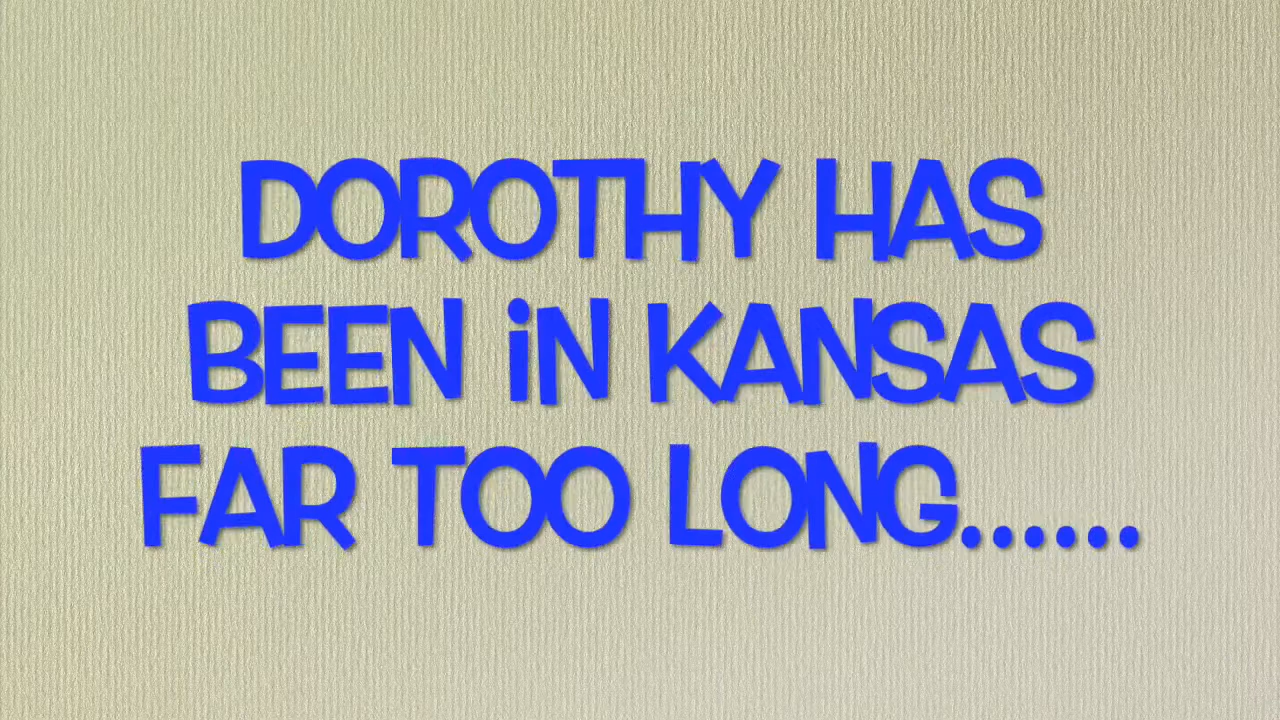 DOROTHY HAS
BEEN iN KANSAS
FAR TOO LONG......